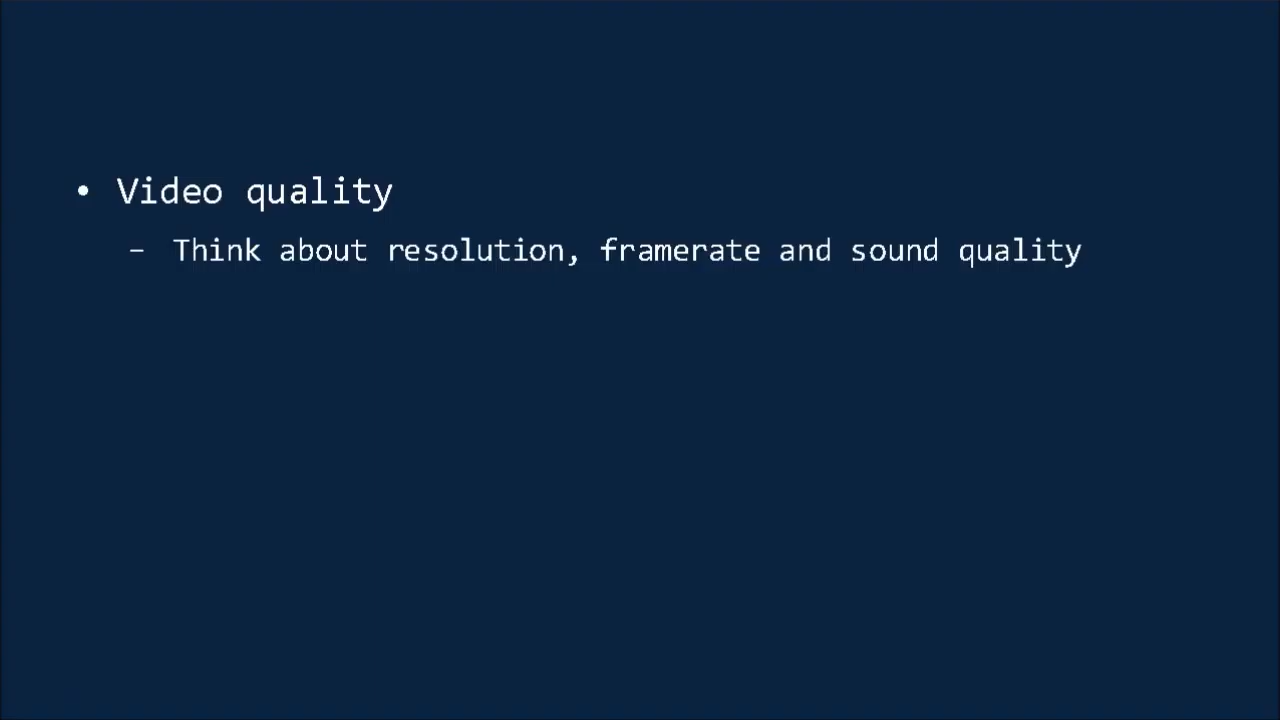 • Video quality
– Think about resolution, framerate and sound quality